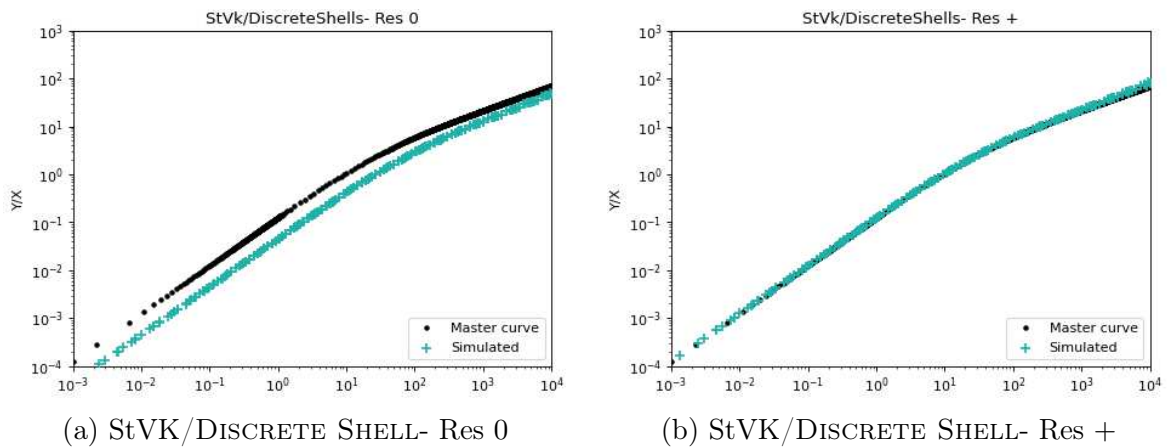 StVk/DiscreteShells- Res 0
10^3
10^2
10^1
10^0
10^-1
10^-2
10^-3
10^-4
Y/X
Master curve
Simulated
10^-3 10^-2 10^-1 10^0 10^1 10^2 10^3 10^4
(a) StVK/DISCRETE SHELL- Res 0
StVk/DiscreteShells- Res +
10^3
10^2
10^1
10^0
10^-1
10^-2
10^-3
10^-4
Y/X
Master curve
Simulated
10^-3 10^-2 10^-1 10^0 10^1 10^2 10^3 10^4
(b) StVK/DISCRETE SHELL- Res +